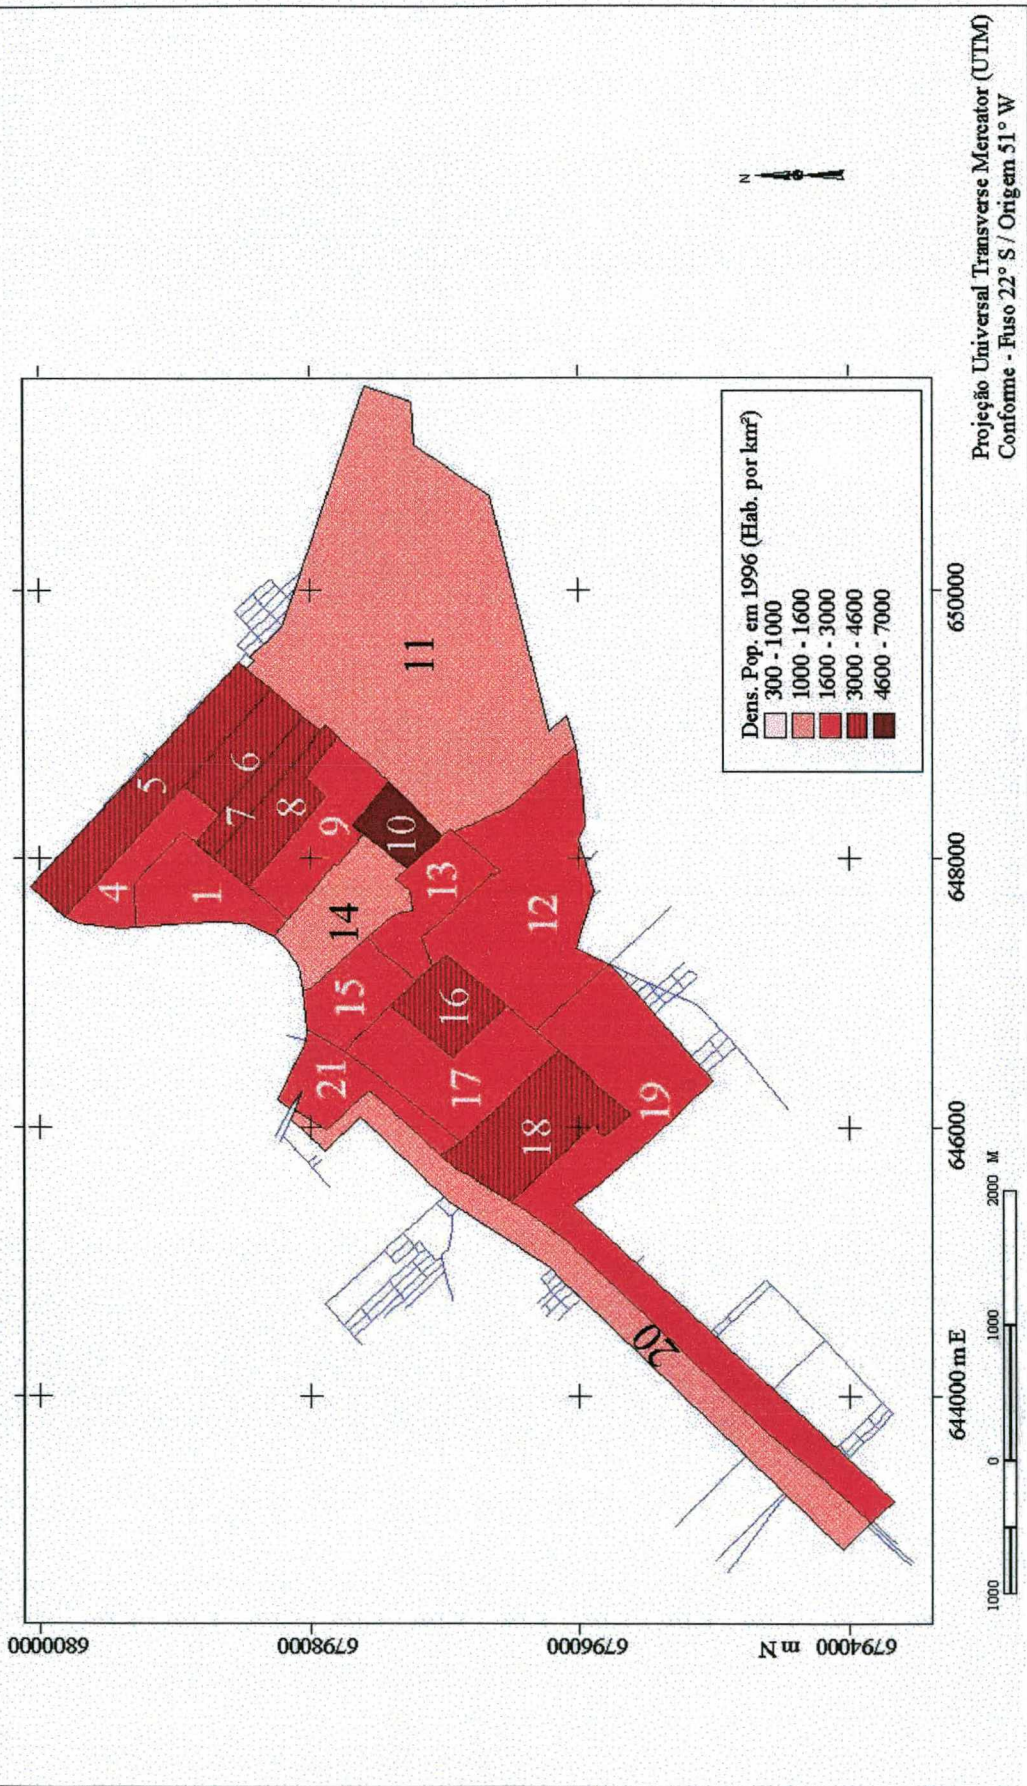 5
4
7
6
1
8
9
10
14
11
13
15
16
12
21
17
18
19
20
Dens. Pop. em 1996 (Hab. por km²)
300 - 1000
1000 - 1600
1600 - 3000
3000 - 4600
4600 - 7000
N
6800000
6798000
6796000
6794000 m N
644000 m E
646000
648000
650000
1000 0 1000 2000 M
Projeção Universal Transverse Mercator (UTM)
Conforme - Fuso 22° S / Origem 51° W